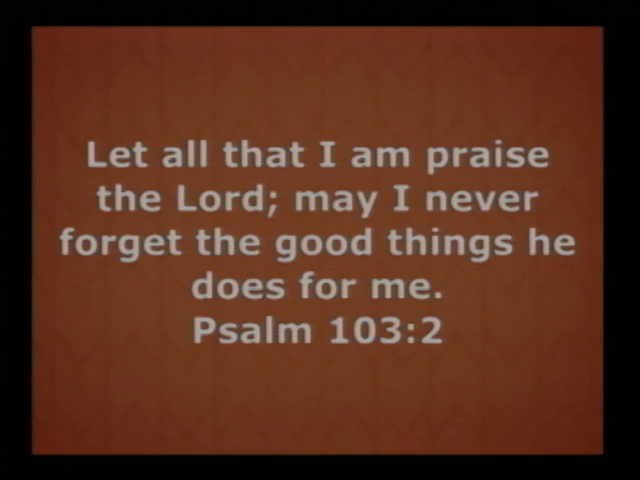 Let all that I am praise
the Lord; may I never
forget the good things he
does for me.
Psalm 103:2